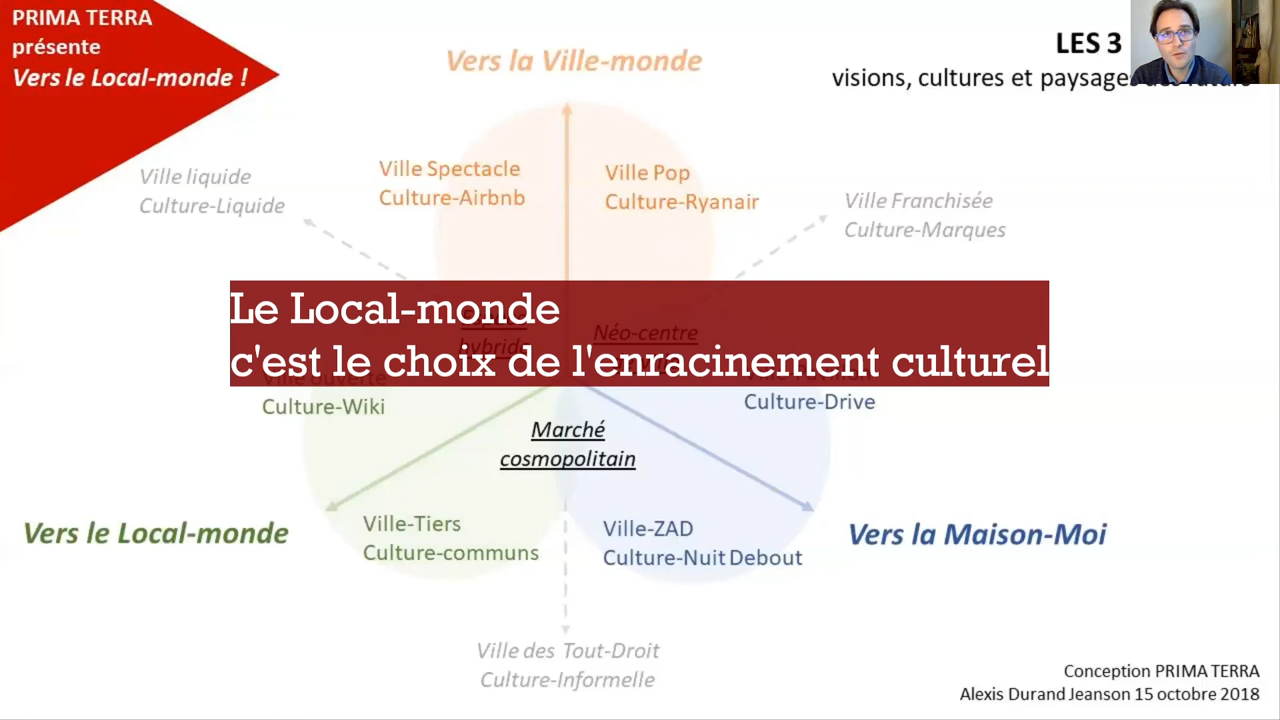 PRIMA TERRA
présente
Vers le Local-monde !
Vers la Ville-monde
LES 3
visions, cultures et paysages des futurs
Ville liquide
Culture-Liquide
Ville Spectacle
Culture-Airbnb
Ville Pop
Culture-Ryanair
Ville Franchisée
Culture-Marques
Le Local-monde
c'est le choix de l'enracinement culturel
hybride
Néo-centre
Ville Ouverte
Culture-Wiki
Culture-Drive
Marché
cosmopolitain
Vers le Local-monde
Ville-Tiers
Culture-communs
Ville-ZAD
Culture-Nuit Debout
Vers la Maison-Moi
Ville des Tout-Droit
Culture-Informelle
Conception PRIMA TERRA
Alexis Durand Jeanson 15 octobre 2018